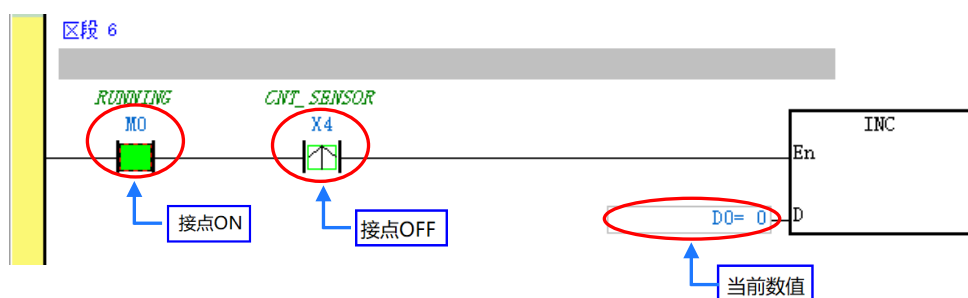 区段 6
RUNNING
CNT_SENSOR
M0
X4
INC
En
D0= 0
D
接点ON
接点OFF
当前数值